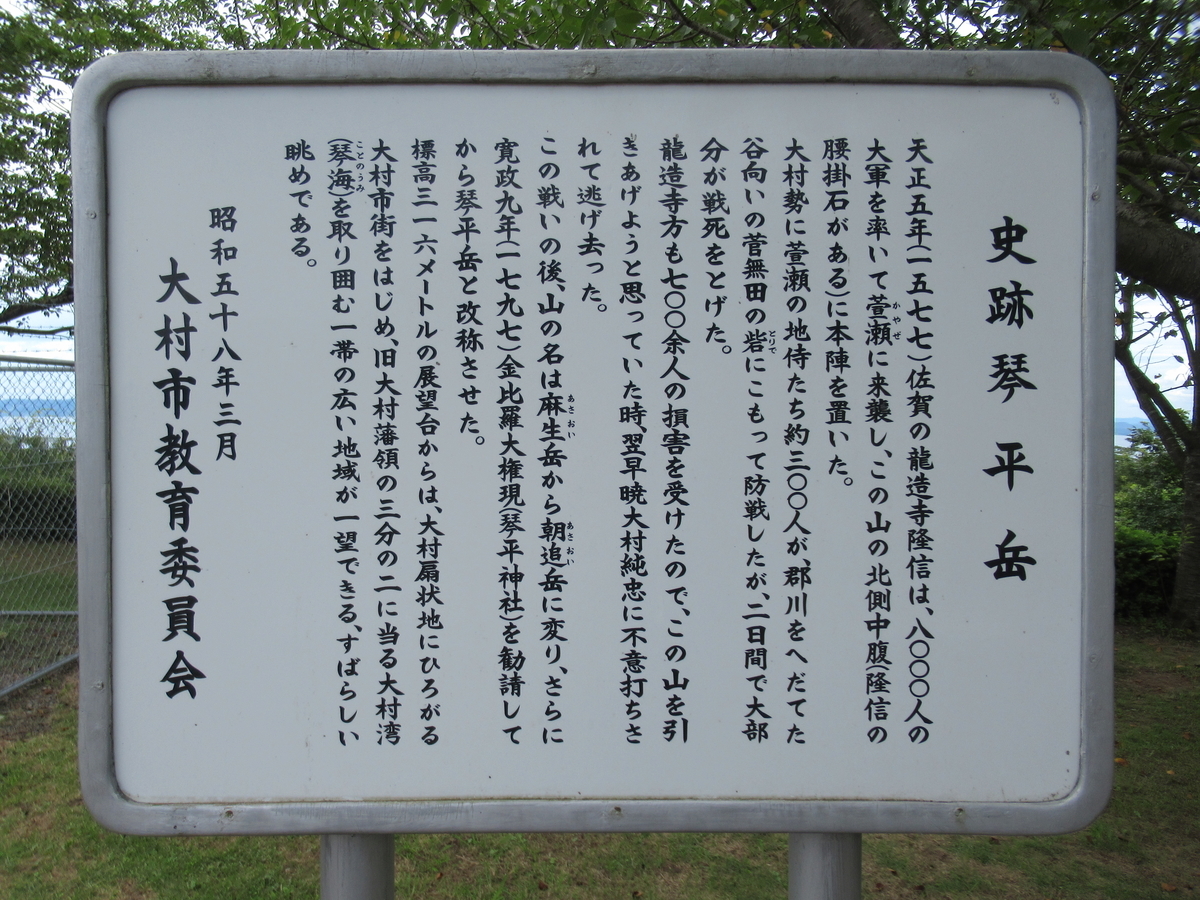 史跡琴平岳
天正五年(一五七七)佐賀の龍造寺隆信は、八〇〇〇人の
大軍を率いて萱瀬に来襲し、この山の北側中腹(隆信の
腰掛石がある)に本陣を置いた。
大村勢に萱瀬の地侍たち約三〇〇人が、郡川をへだてた
谷向いの菅無田の砦にこもって防戦したが、二日間で大部
分が戦死をとげた。
龍造寺方も七〇〇余人の損害を受けたので、この山を引
きあげようと思っていた時、翌早暁大村純忠に不意打ちさ
れて逃げ去った。
この戦いの後、山の名は麻生岳から朝追岳に変り、さらに
寛政九年(一七九七)金比羅大権現(琴平神社)を勧請して
から琴平岳と改称させた。
標高三一六メートルの展望台からは、大村扇状地にひろがる
大村市街をはじめ、旧大村藩領の三分の二に当る大村湾
(琴海)を取り囲む一帯の広い地域が一望できる、すばらしい
眺めである。
昭和五十八年三月
大村市教育委員会